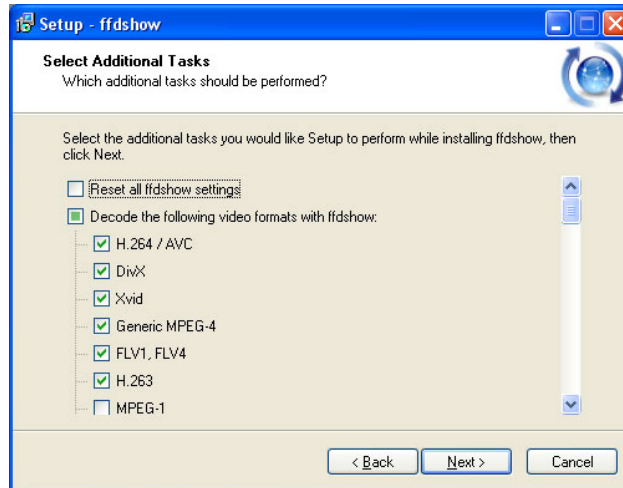 Setup - ffdshow
Select Additional Tasks
Which additional tasks should be performed?
Select the additional tasks you would like Setup to perform while installing ffdshow, then
click Next.
Reset all ffdshow settings
Decode the following video formats with ffdshow:
H.264 / AVC
DivX
Xvid
Generic MPEG-4
FLV1, FLV4
H.263
MPEG-1
< Back
Next >
Cancel